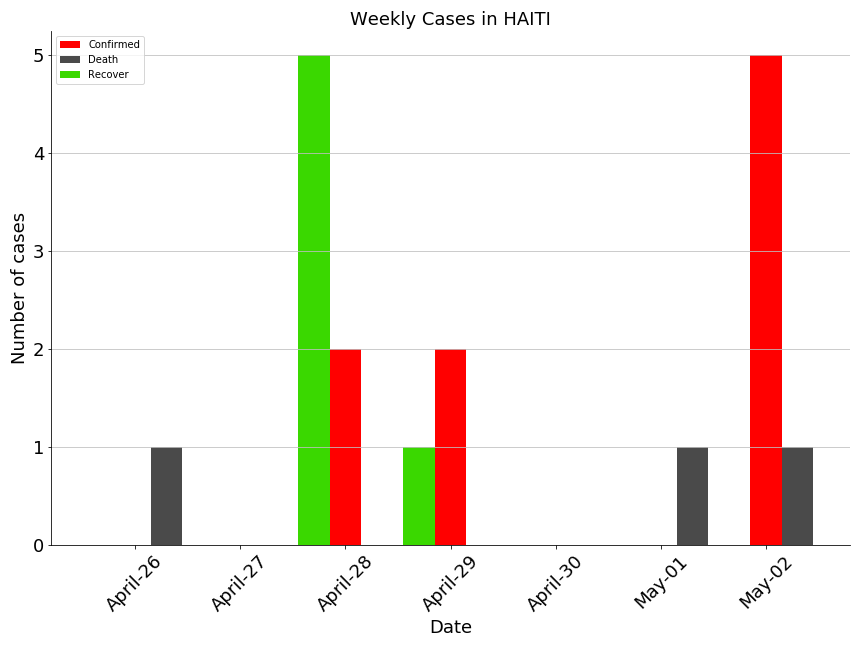 Weekly Cases in HAITI
Confirmed
Death
Recover
Number of cases
5
4
3
2
1
0
April-26
April-27
April-28
April-29
April-30
May-01
May-02
Date